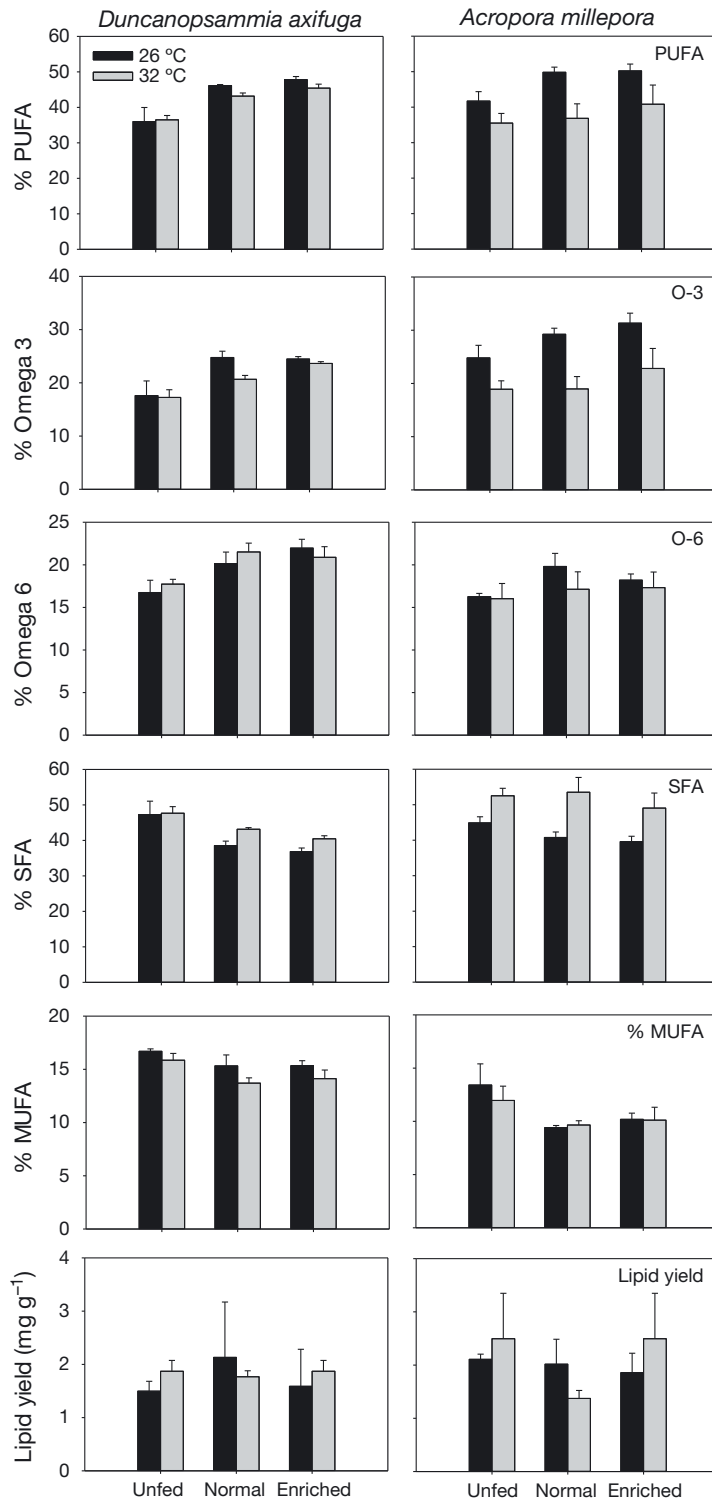 Duncanopsammia axifuga
Acropora millepora
60
50
40
30
20
10
0
% PUFA
26 ºC
32 ºC
PUFA
40
30
20
10
0
% Omega 3
O-3
25
20
15
10
5
0
% Omega 6
O-6
60
50
40
30
20
10
0
% SFA
SFA
20
15
10
5
0
% MUFA
% MUFA
4
3
2
1
0
Lipid yield (mg g⁻¹)
Lipid yield
Unfed Normal Enriched
Unfed Normal Enriched